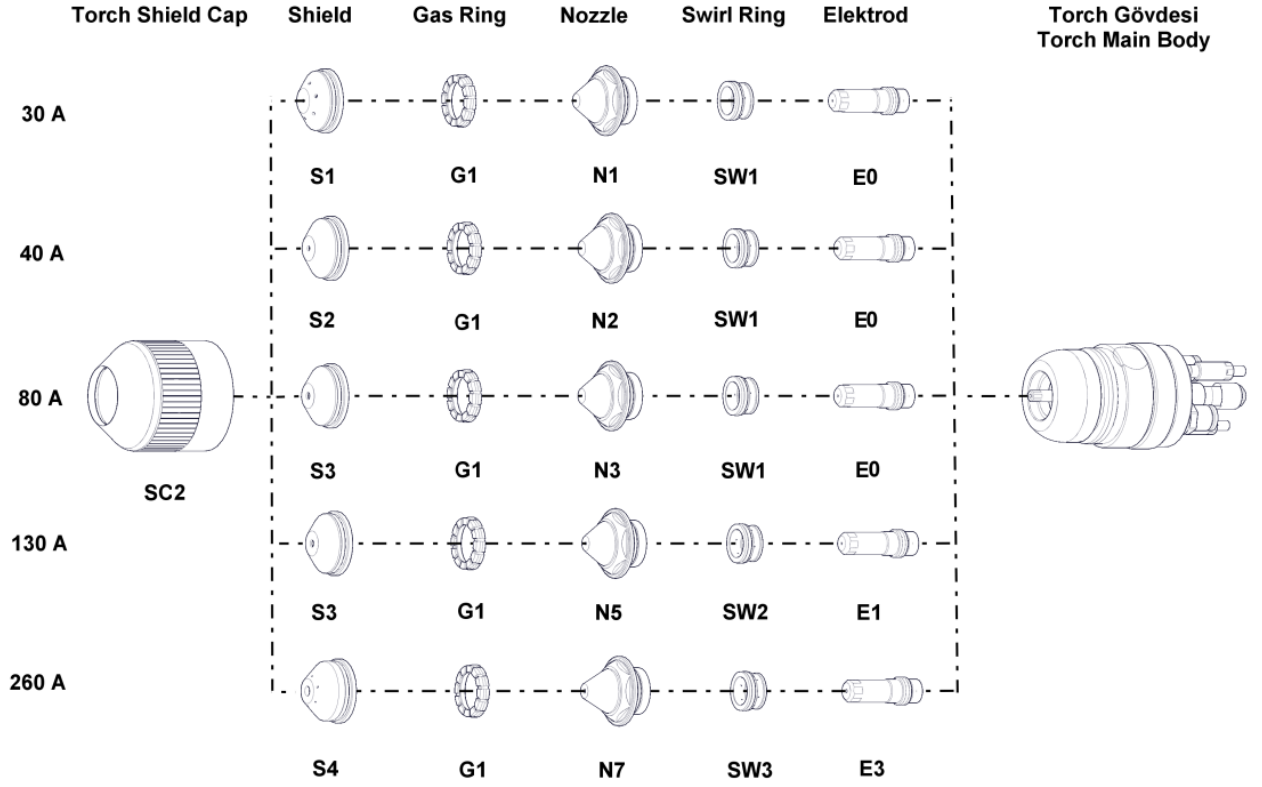 Torch Shield Cap Shield Gas Ring Nozzle Swirl Ring Elektrod Torch Gövdesi
Torch Main Body
30 A
S1 G1 N1 SW1 E0
40 A
S2 G1 N2 SW1 E0
80 A
S3 G1 N3 SW1 E0
SC2
130 A
S3 G1 N5 SW2 E1
260 A
S4 G1 N7 SW3 E3